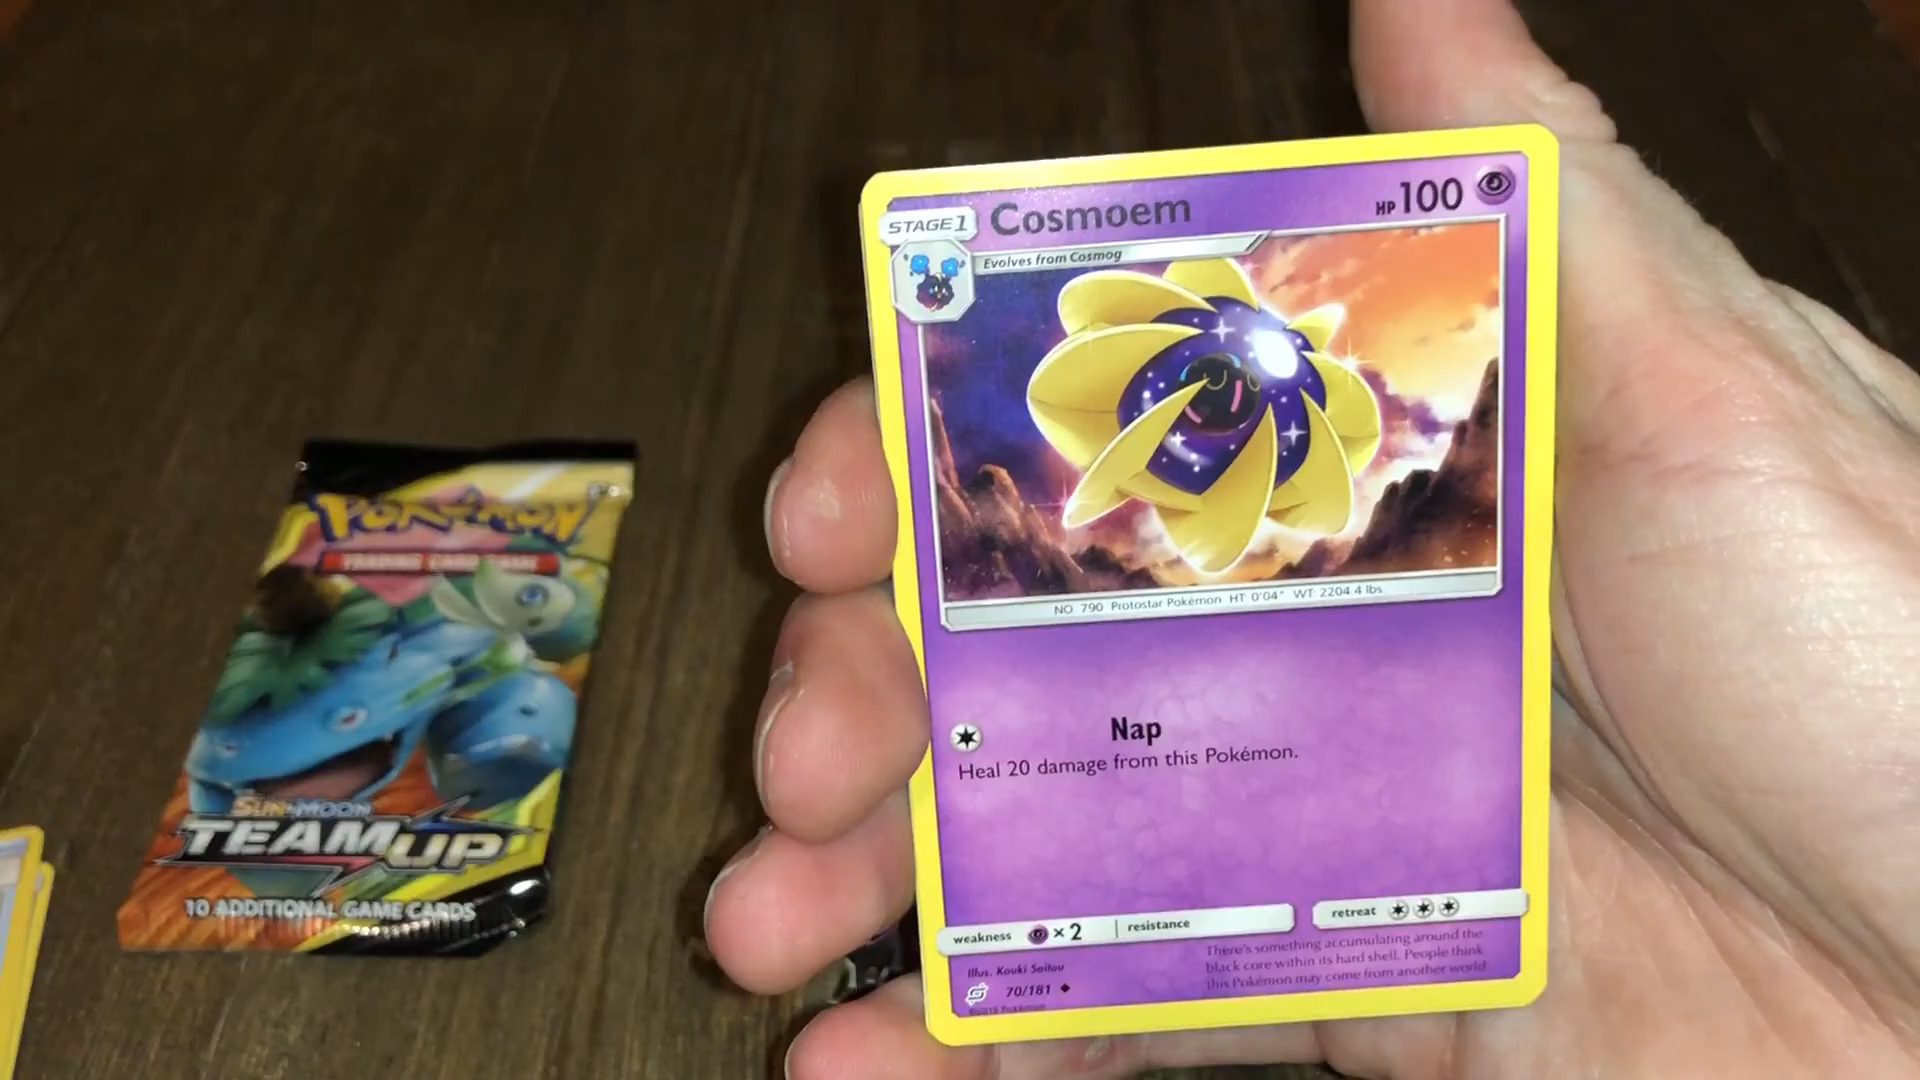 POKéMON
TRADING CARD GAME
SUN & MOON
TEAM UP
10 ADDITIONAL GAME CARDS
STAGE 1 Cosmoem HP 100
Evolves from Cosmog
NO. 790 Protostar Pokémon HT: 0'04" WT: 2204.4 lbs.
Nap
Heal 20 damage from this Pokémon.
weakness ×2 resistance retreat
There's something accumulating around the
black core within its hard shell. People think
this Pokémon may come from another world.
Illus. Kouki Saitou
70/181
©2019 Pokémon